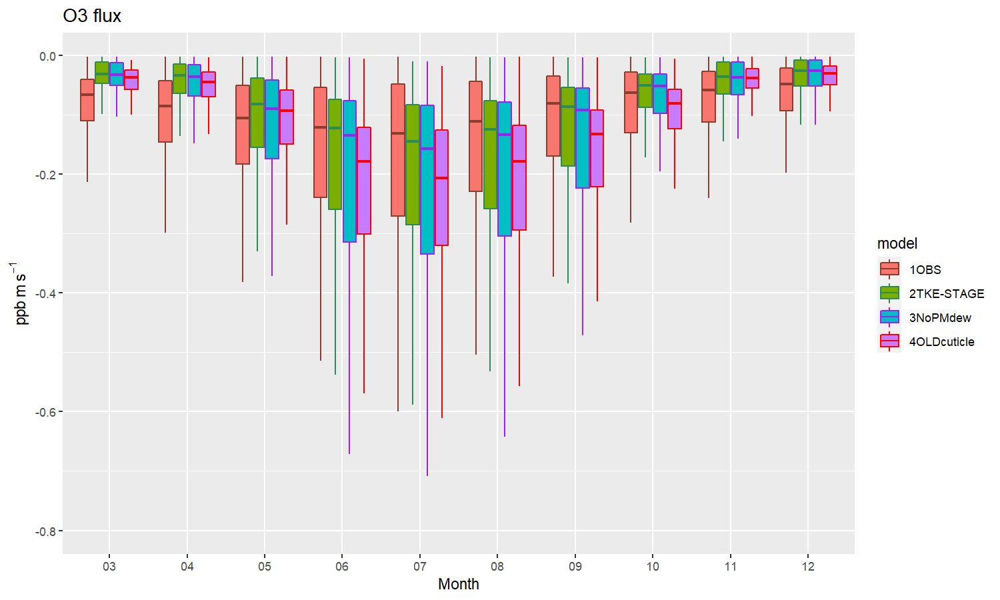 O3 flux
0.0
-0.2
-0.4
-0.6
-0.8
ppb m s⁻¹
03 04 05 06 07 08 09 10 11 12
Month
model
1OBS
2TKE-STAGE
3NoPMdew
4OLDcuticle